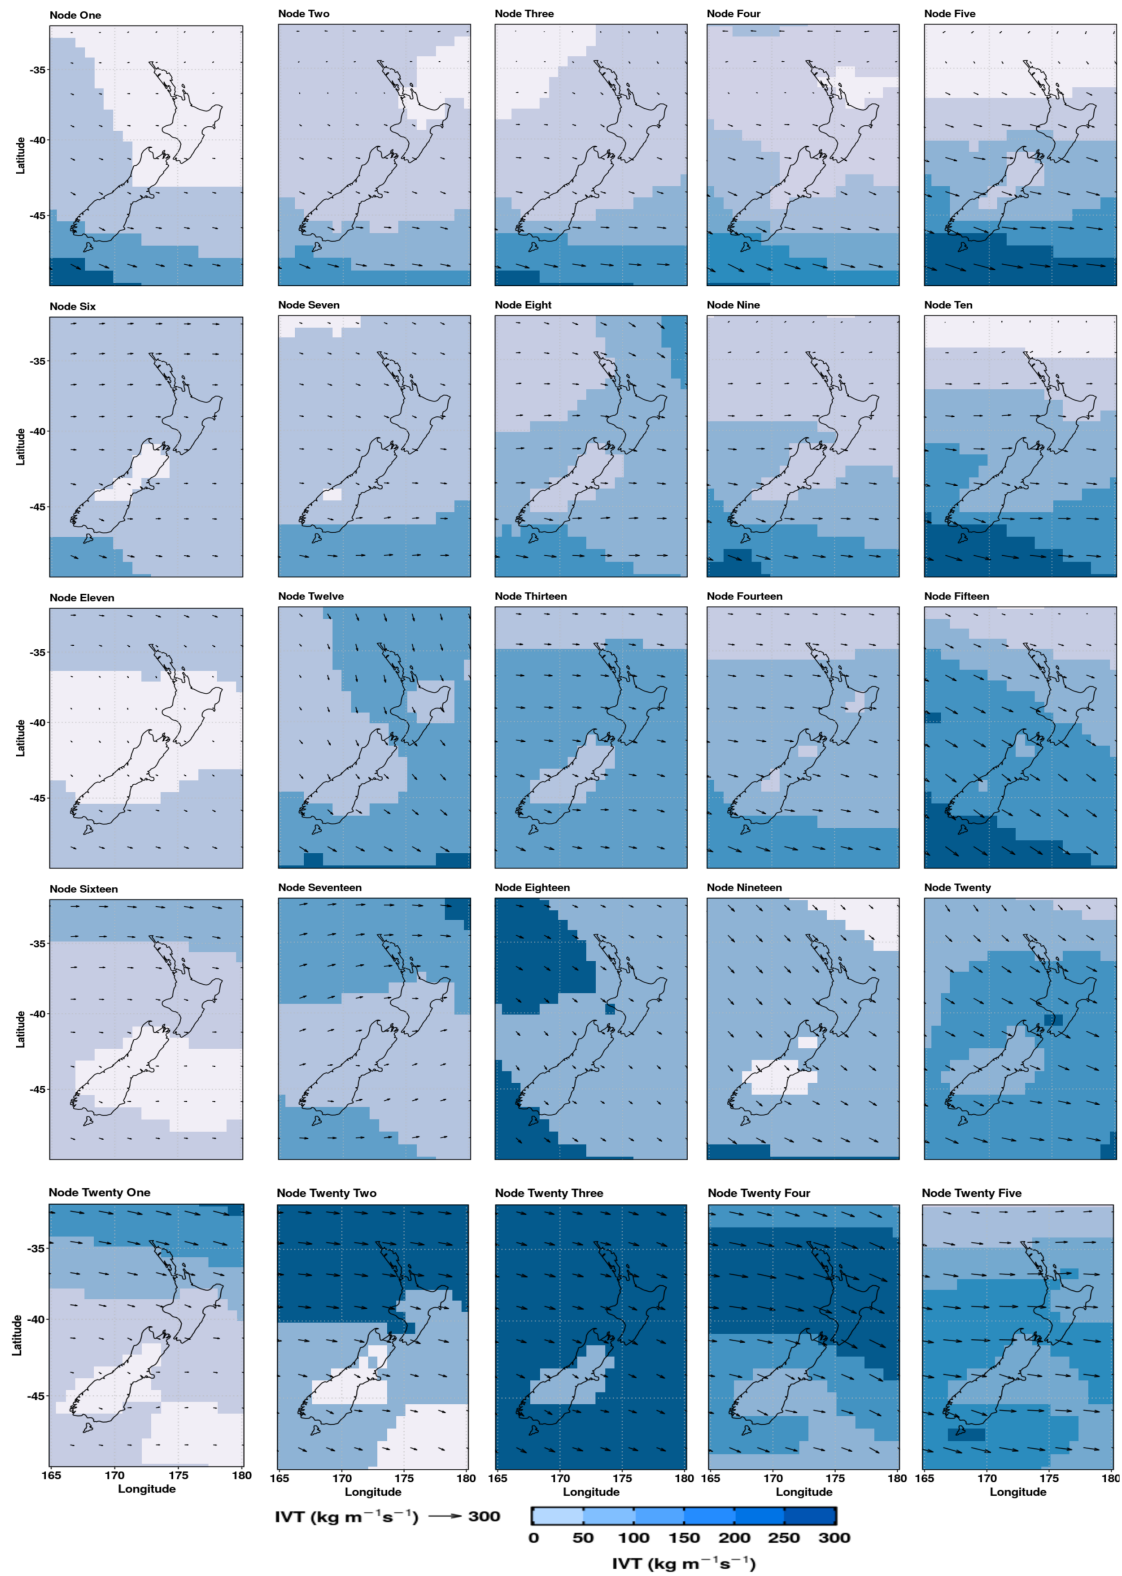 Node One Node Two Node Three Node Four Node Five
-35
-40
-45
Latitude
Node Six Node Seven Node Eight Node Nine Node Ten
-35
-40
-45
Latitude
Node Eleven Node Twelve Node Thirteen Node Fourteen Node Fifteen
-35
-40
-45
Latitude
Node Sixteen Node Seventeen Node Eighteen Node Nineteen Node Twenty
-35
-40
-45
Latitude
Node Twenty One Node Twenty Two Node Twenty Three Node Twenty Four Node Twenty Five
-35
-40
-45
Latitude
165 170 175 180 165 170 175 180 165 170 175 180 165 170 175 180 165 170 175 180
Longitude Longitude Longitude Longitude Longitude
IVT (kg m⁻¹s⁻¹) → 300
0 50 100 150 200 250 300
IVT (kg m⁻¹s⁻¹)